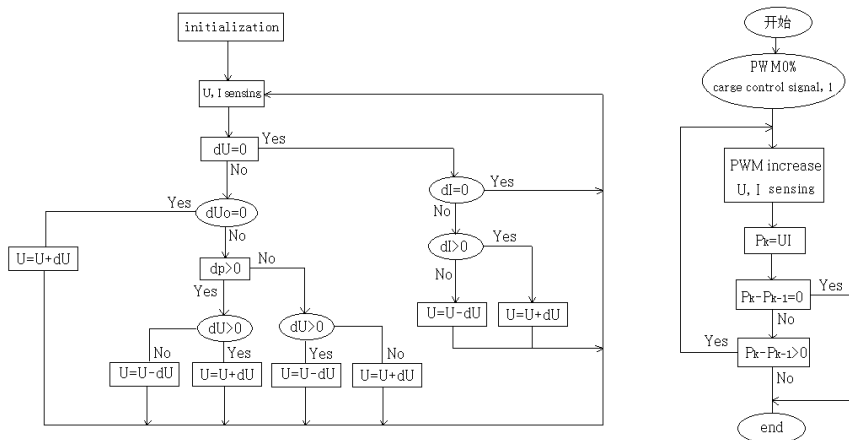 initialization
U, I sensing
dU=0
Yes
No
dI=0
Yes
No
dUo=0
Yes
No
dI>0
Yes
No
U=U+dU
dp>0
No
Yes
U=U-dU
U=U+dU
dU>0
dU>0
No
Yes
Yes
No
U=U-dU
U=U+dU
U=U-dU
U=U+dU
开始
PWM0%
carge control signal, 1
PWM increase
U, I sensing
Pk=UI
Pk-Pk-1=0
Yes
No
Pk-Pk-1>0
Yes
No
end